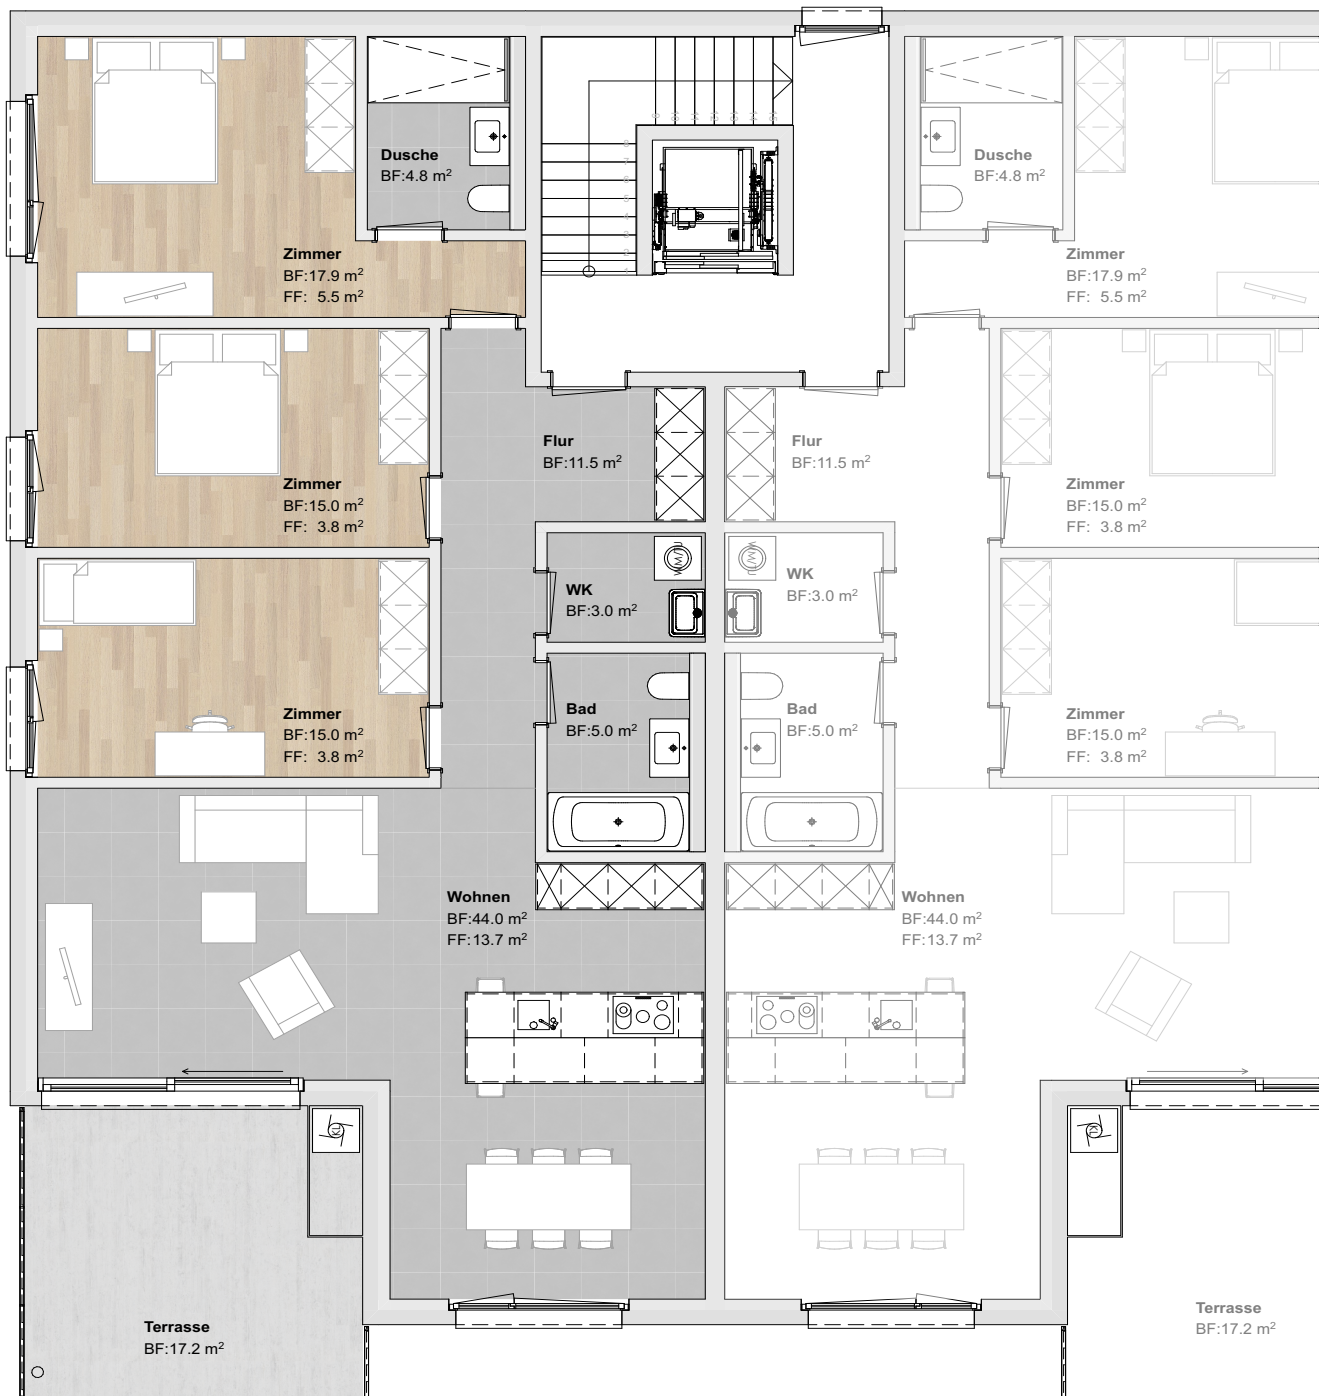 Dusche
BF:4.8 m²
Zimmer
BF:17.9 m²
FF: 5.5 m²
Dusche
BF:4.8 m²
Zimmer
BF:17.9 m²
FF: 5.5 m²
Zimmer
BF:15.0 m²
FF: 3.8 m²
Flur
BF:11.5 m²
Flur
BF:11.5 m²
Zimmer
BF:15.0 m²
FF: 3.8 m²
WK
BF:3.0 m²
WK
BF:3.0 m²
Zimmer
BF:15.0 m²
FF: 3.8 m²
Bad
BF:5.0 m²
Bad
BF:5.0 m²
Zimmer
BF:15.0 m²
FF: 3.8 m²
Wohnen
BF:44.0 m²
FF:13.7 m²
Wohnen
BF:44.0 m²
FF:13.7 m²
KL
KL
Terrasse
BF:17.2 m²
Terrasse
BF:17.2 m²